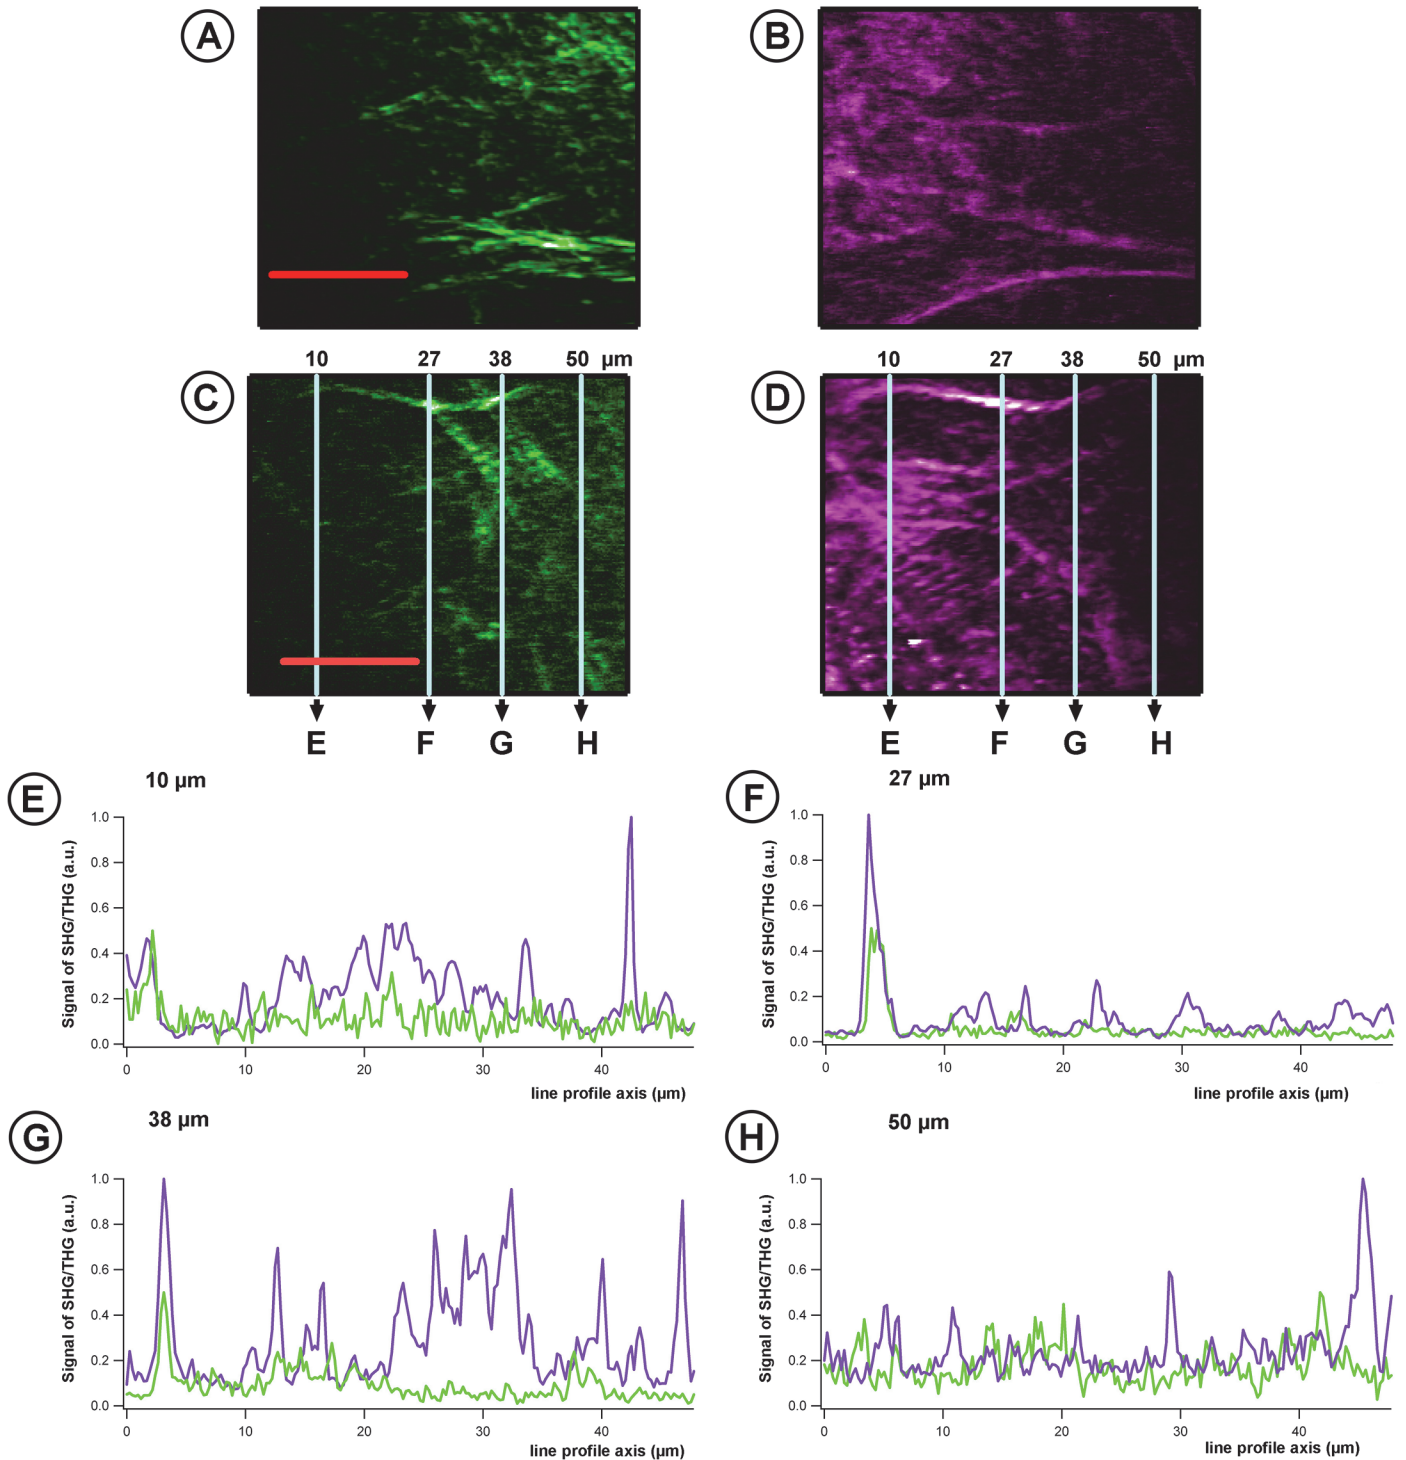 A
B
10 27 38 50 µm
10 27 38 50 µm
C
D
E F G H
E F G H
E
10 µm
Signal of SHG/THG (a.u.)
1.0
0.8
0.6
0.4
0.2
0.0
0 10 20 30 40
line profile axis (µm)
F
27 µm
Signal of SHG/THG (a.u.)
1.0
0.8
0.6
0.4
0.2
0.0
0 10 20 30 40
line profile axis (µm)
G
38 µm
Signal of SHG/THG (a.u.)
1.0
0.8
0.6
0.4
0.2
0.0
0 10 20 30 40
line profile axis (µm)
H
50 µm
Signal of SHG/THG (a.u.)
1.0
0.8
0.6
0.4
0.2
0.0
0 10 20 30 40
line profile axis (µm)